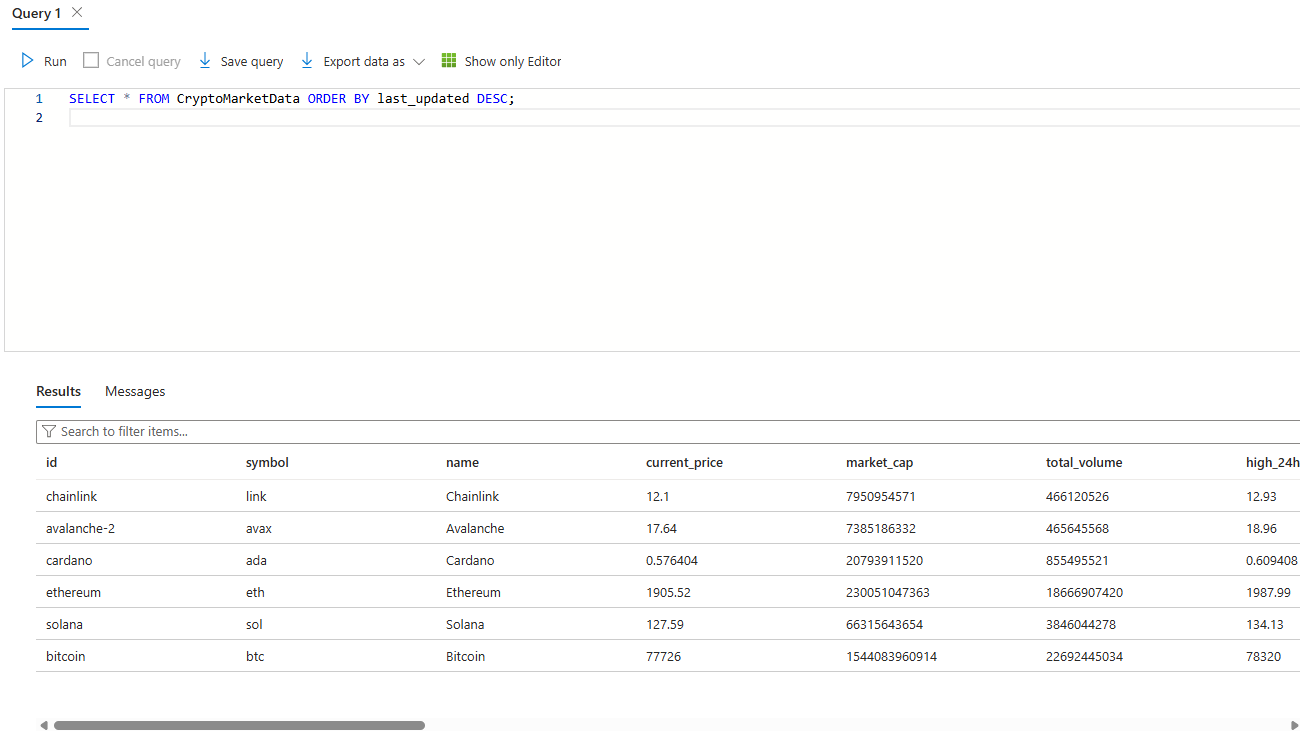 Query 1
Run Cancel query Save query Export data as Show only Editor
1 SELECT * FROM CryptoMarketData ORDER BY last_updated DESC;
2
Results Messages
Search to filter items...
id symbol name current_price market_cap total_volume high_24h
chainlink link Chainlink 12.1 7950954571 466120526 12.93
avalanche-2 avax Avalanche 17.64 7385186332 465645568 18.96
cardano ada Cardano 0.576404 20793911520 855495521 0.609408
ethereum eth Ethereum 1905.52 230051047363 18666907420 1987.99
solana sol Solana 127.59 66315643654 3846044278 134.13
bitcoin btc Bitcoin 77726 1544083960914 22692445034 78320